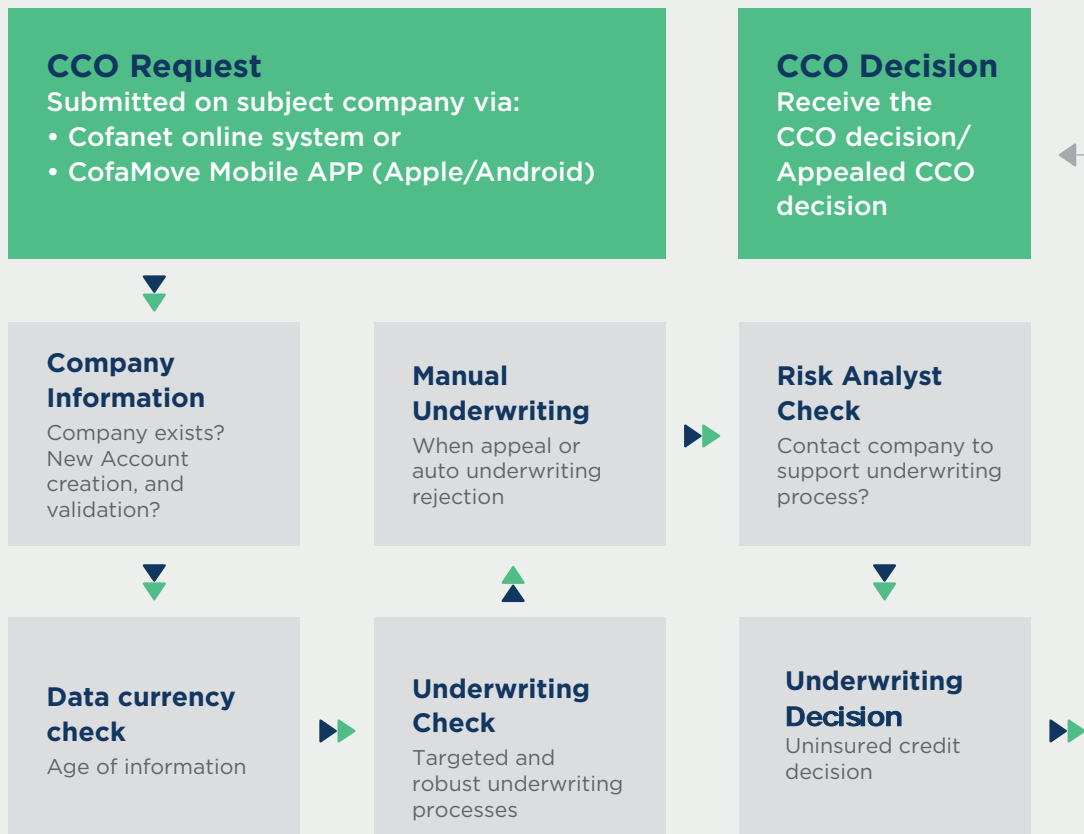 CCO Request
Submitted on subject company via:
• Cofanet online system or
• CofaMove Mobile APP (Apple/Android)
CCO Decision
Receive the
CCO decision/
Appealed CCO
decision
Company
Information
Company exists?
New Account
creation, and
validation?
Manual
Underwriting
When appeal or
auto underwriting
rejection
Risk Analyst
Check
Contact company to
support underwriting
process?
Data currency
check
Age of information
Underwriting
Check
Targeted and
robust underwriting
processes
Underwriting
Decision
Uninsured credit
decision